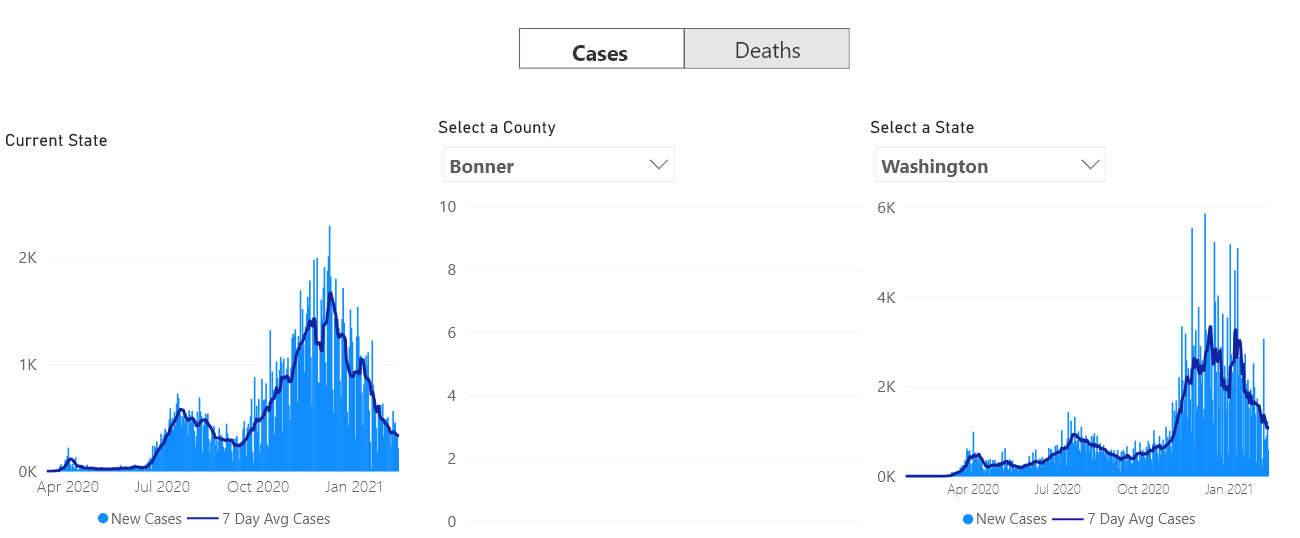 Cases
Deaths
Current State
Select a County
Select a State
Bonner
Washington
2K
1K
0K
Apr 2020 Jul 2020 Oct 2020 Jan 2021
New Cases 7 Day Avg Cases
10
8
6
4
2
0
6K
4K
2K
0K
Apr 2020 Jul 2020 Oct 2020 Jan 2021
New Cases 7 Day Avg Cases